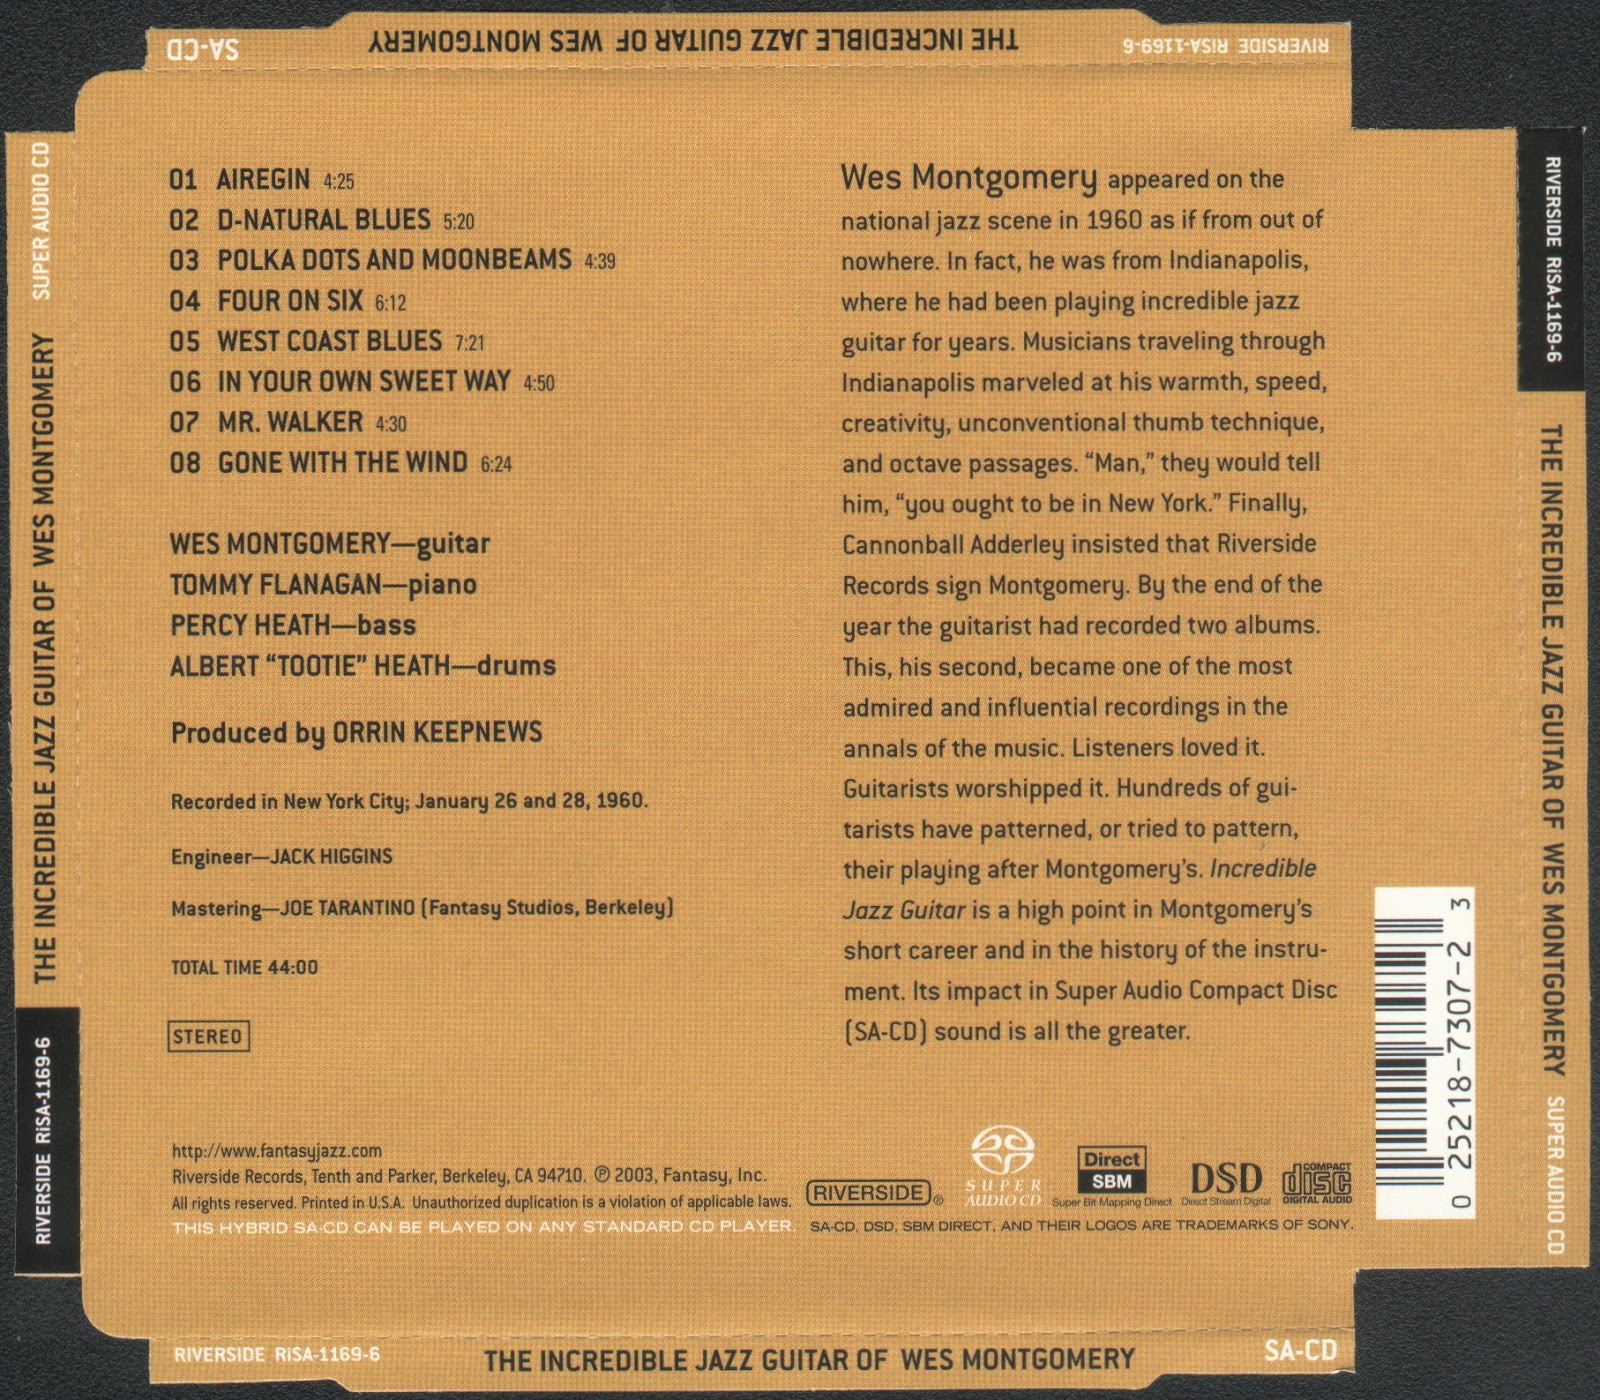 SA-CD THE INCREDIBLE JAZZ GUITAR OF WES MONTGOMERY RIVERSIDE RiSA-1169-6
RIVERSIDE RiSA-1169-6 THE INCREDIBLE JAZZ GUITAR OF WES MONTGOMERY SUPER AUDIO CD
01 AIREGIN 4:25
02 D-NATURAL BLUES 5:20
03 POLKA DOTS AND MOONBEAMS 4:39
04 FOUR ON SIX 6:12
05 WEST COAST BLUES 7:21
06 IN YOUR OWN SWEET WAY 4:50
07 MR. WALKER 4:30
08 GONE WITH THE WIND 6:24
WES MONTGOMERY—guitar
TOMMY FLANAGAN—piano
PERCY HEATH—bass
ALBERT “TOOTIE” HEATH—drums
Produced by ORRIN KEEPNEWS
Recorded in New York City; January 26 and 28, 1960.
Engineer—JACK HIGGINS
Mastering—JOE TARANTINO (Fantasy Studios, Berkeley)
TOTAL TIME 44:00
STEREO
Wes Montgomery appeared on the
national jazz scene in 1960 as if from out of
nowhere. In fact, he was from Indianapolis,
where he had been playing incredible jazz
guitar for years. Musicians traveling through
Indianapolis marveled at his warmth, speed,
creativity, unconventional thumb technique,
and octave passages. “Man,” they would tell
him, “you ought to be in New York.” Finally,
Cannonball Adderley insisted that Riverside
Records sign Montgomery. By the end of the
year the guitarist had recorded two albums.
This, his second, became one of the most
admired and influential recordings in the
annals of the music. Listeners loved it.
Guitarists worshipped it. Hundreds of gui-
tarists have patterned, or tried to pattern,
their playing after Montgomery’s. Incredible
Jazz Guitar is a high point in Montgomery’s
short career and in the history of the instru-
ment. Its impact in Super Audio Compact Disc
(SA-CD) sound is all the greater.
http://www.fantasyjazz.com
Riverside Records, Tenth and Parker, Berkeley, CA 94710. ℗ 2003, Fantasy, Inc.
All rights reserved. Printed in U.S.A. Unauthorized duplication is a violation of applicable laws.
THIS HYBRID SA-CD CAN BE PLAYED ON ANY STANDARD CD PLAYER.
RIVERSIDE ®
SUPER
AUDIO CD
Direct
SBM
Super Bit Mapping Direct
DSD
Direct Stream Digital
COMPACT
disc
DIGITAL AUDIO
SA-CD, DSD, SBM DIRECT, AND THEIR LOGOS ARE TRADEMARKS OF SONY.
0 25218-7307-2 3
RIVERSIDE RiSA-1169-6 THE INCREDIBLE JAZZ GUITAR OF WES MONTGOMERY SUPER AUDIO CD
RIVERSIDE RiSA-1169-6 THE INCREDIBLE JAZZ GUITAR OF WES MONTGOMERY SA-CD